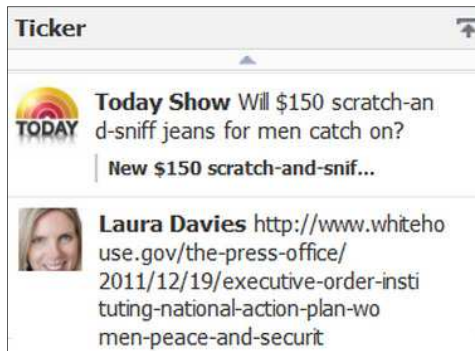 Ticker
TODAY
Today Show Will $150 scratch-an
d-sniff jeans for men catch on?
New $150 scratch-and-snif...
Laura Davies http://www.whiteho
use.gov/the-press-office/
2011/12/19/executive-order-insti
tuting-national-action-plan-wo
men-peace-and-securit